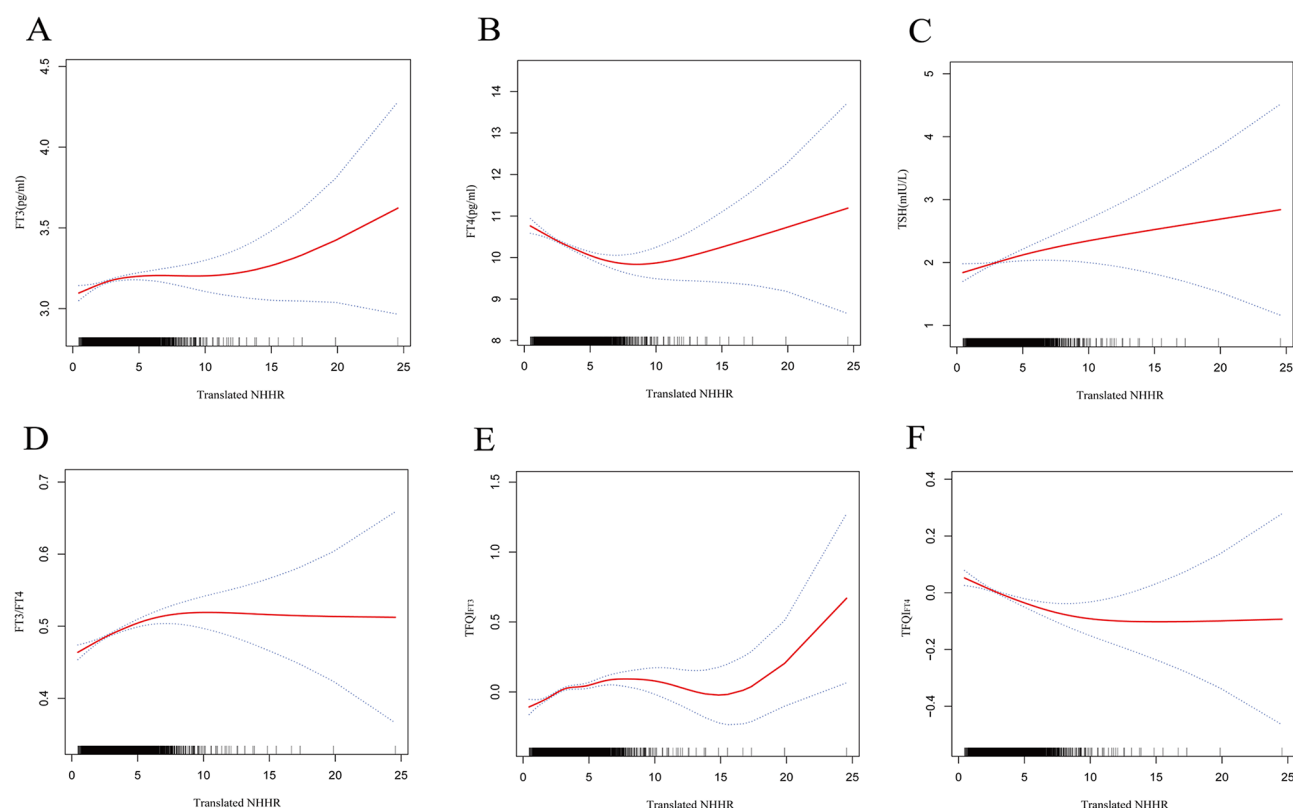 A
FT3(pg/ml)
4.5
4.0
3.5
3.0
0 5 10 15 20 25
Translated NHHR
B
FT4(pg/ml)
14
13
12
11
10
9
8
0 5 10 15 20 25
Translated NHHR
C
TSH(mIU/L)
5
4
3
2
1
0 5 10 15 20 25
Translated NHHR
D
FT3/FT4
0.7
0.6
0.5
0.4
0 5 10 15 20 25
Translated NHHR
E
TFQIFT3
1.5
1.0
0.5
0.0
0 5 10 15 20 25
Translated NHHR
F
TFQIFT4
0.4
0.2
0.0
−0.2
−0.4
0 5 10 15 20 25
Translated NHHR